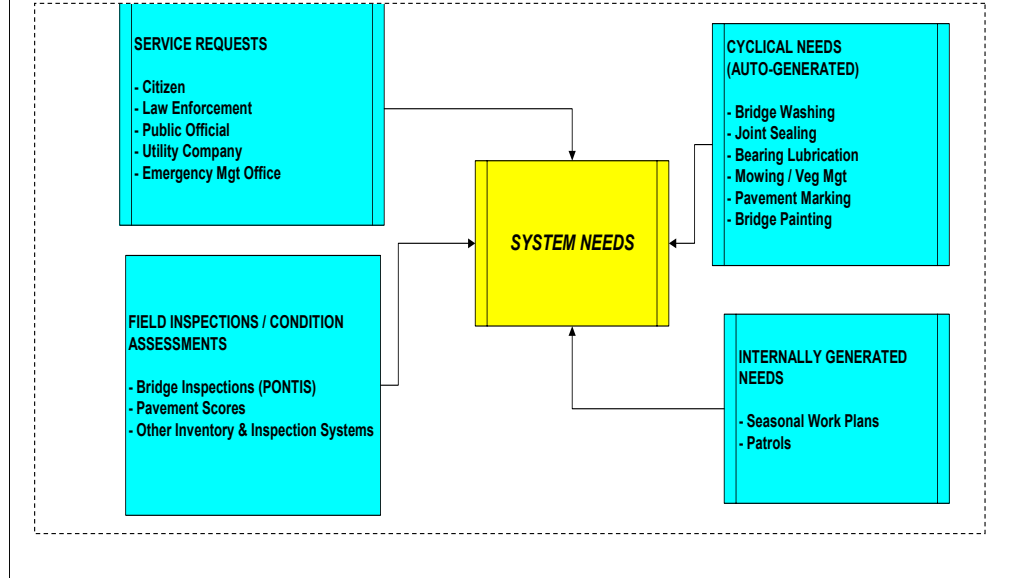 SERVICE REQUESTS
- Citizen
- Law Enforcement
- Public Official
- Utility Company
- Emergency Mgt Office
CYCLICAL NEEDS
(AUTO-GENERATED)
- Bridge Washing
- Joint Sealing
- Bearing Lubrication
- Mowing / Veg Mgt
- Pavement Marking
- Bridge Painting
SYSTEM NEEDS
FIELD INSPECTIONS / CONDITION
ASSESSMENTS
- Bridge Inspections (PONTIS)
- Pavement Scores
- Other Inventory & Inspection Systems
INTERNALLY GENERATED
NEEDS
- Seasonal Work Plans
- Patrols